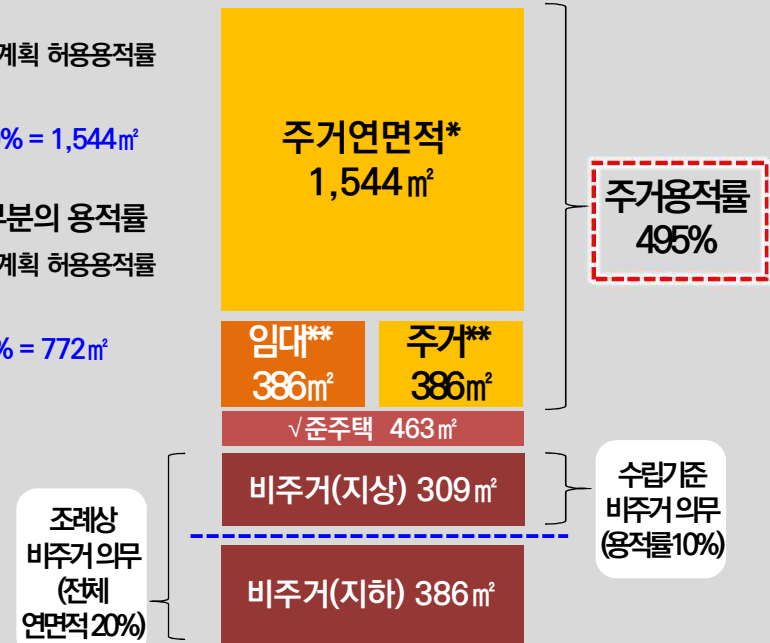 계획 허용용적률
% = 1,544㎡
부분의 용적률
계획 허용용적률
% = 772㎡
주거연면적*
1,544㎡
임대**
386㎡
주거**
386㎡
√준주택 463㎡
비주거(지상) 309㎡
비주거(지하) 386㎡
주거용적률
495%
수립기준
비주거 의무
(용적률10%)
조례상
비주거 의무
(전체
연면적 20%)